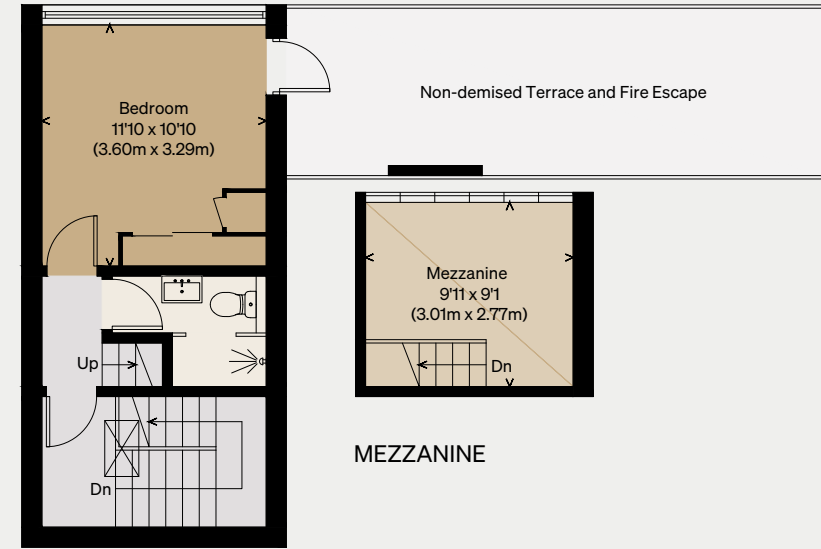 Bedroom
11'10 x 10'10
(3.60m x 3.29m)
Non-demised Terrace and Fire Escape
Mezzanine
9'11 x 9'1
(3.01m x 2.77m)
Up
Dn
MEZZANINE
Dn